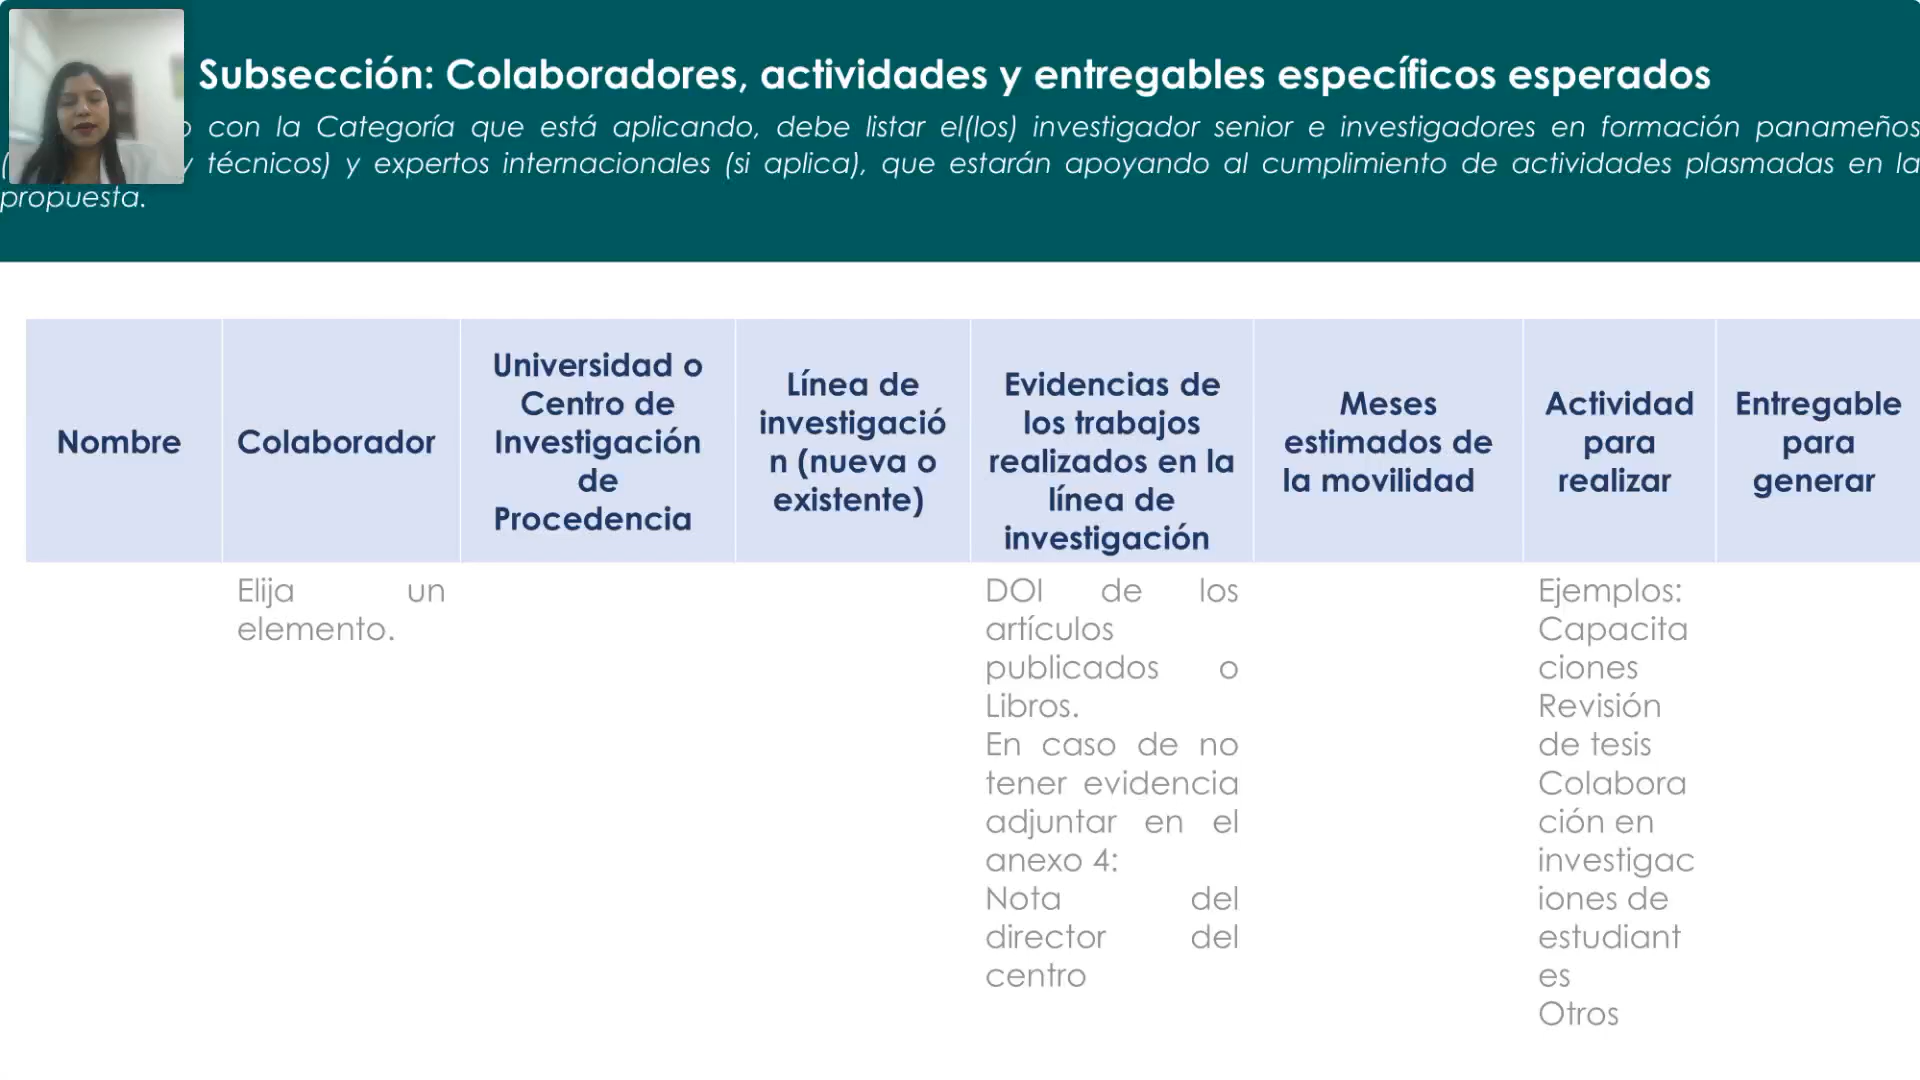 Subsección: Colaboradores, actividades y entregables específicos esperados
con la Categoría que está aplicando, debe listar el(los) investigador senior e investigadores en formación panameños
( y técnicos) y expertos internacionales (si aplica), que estarán apoyando al cumplimiento de actividades plasmadas en la
propuesta.
Nombre
Colaborador
Universidad o
Centro de
Investigación
de
Procedencia
Línea de
investigació
n (nueva o
existente)
Evidencias de
los trabajos
realizados en la
línea de
investigación
Meses
estimados de
la movilidad
Actividad
para
realizar
Entregable
para
generar
Elija un
elemento.
DOI de los
artículos
publicados o
Libros.
En caso de no
tener evidencia
adjuntar en el
anexo 4:
Nota del
director del
centro
Ejemplos:
Capacita
ciones
Revisión
de tesis
Colabora
ción en
investigac
iones de
estudiant
es
Otros